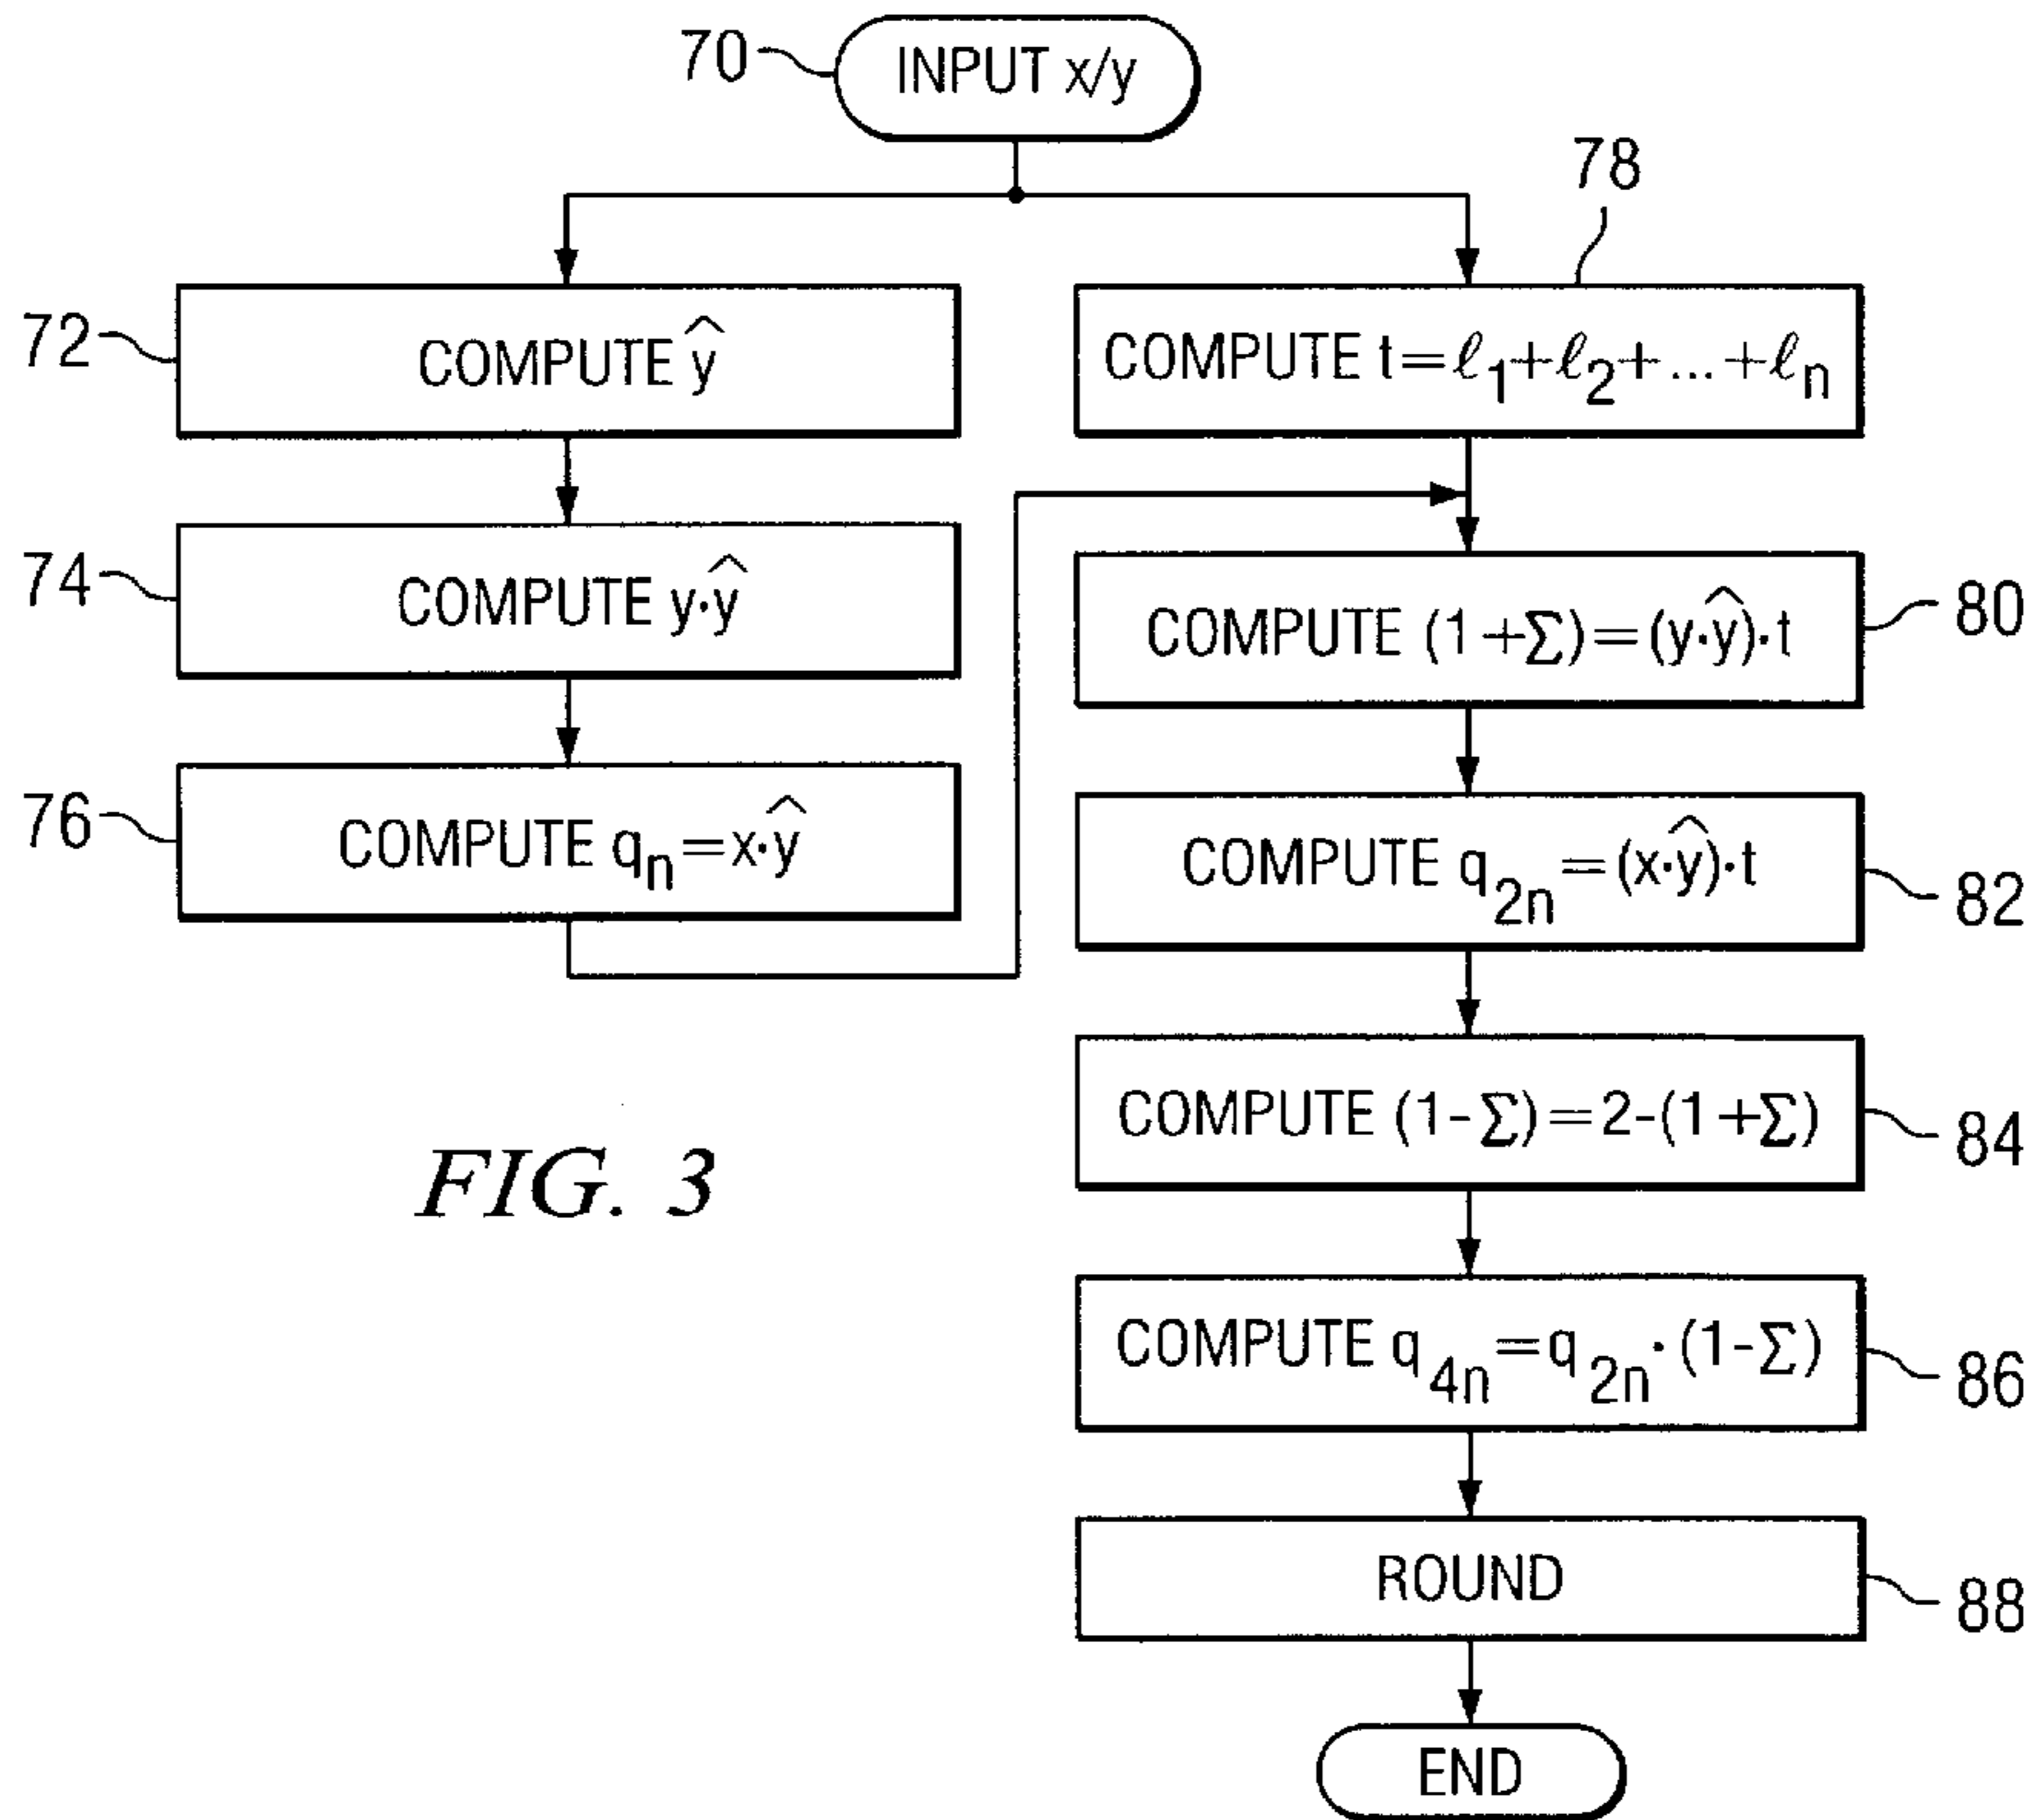 70
INPUT x/y
72
COMPUTE ŷ
74
COMPUTE y·ŷ
76
COMPUTE qₙ=x·ŷ
78
COMPUTE t=ℓ₁+ℓ₂+...+ℓₙ
80
COMPUTE (1+Σ)=(y·ŷ)·t
82
COMPUTE q₂ₙ=(x·ŷ)·t
84
COMPUTE (1-Σ)=2-(1+Σ)
86
COMPUTE q₄ₙ=q₂ₙ·(1-Σ)
88
ROUND
END
FIG. 3